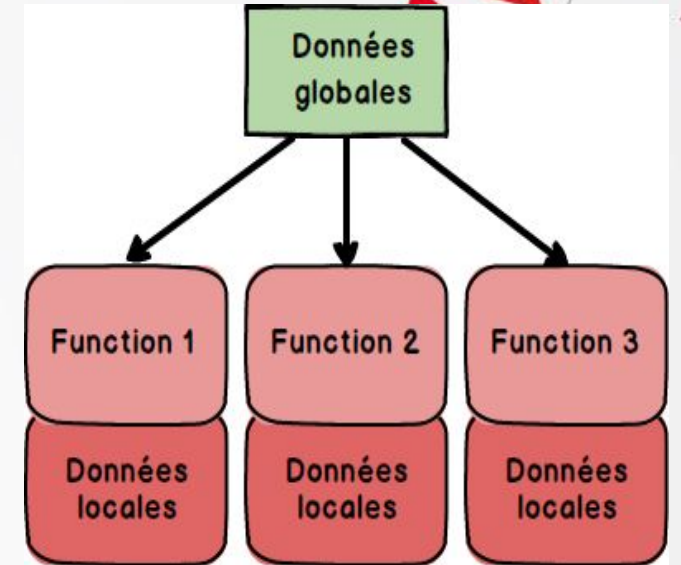 Données
globales
Function 1
Function 2
Function 3
Données
locales
Données
locales
Données
locales